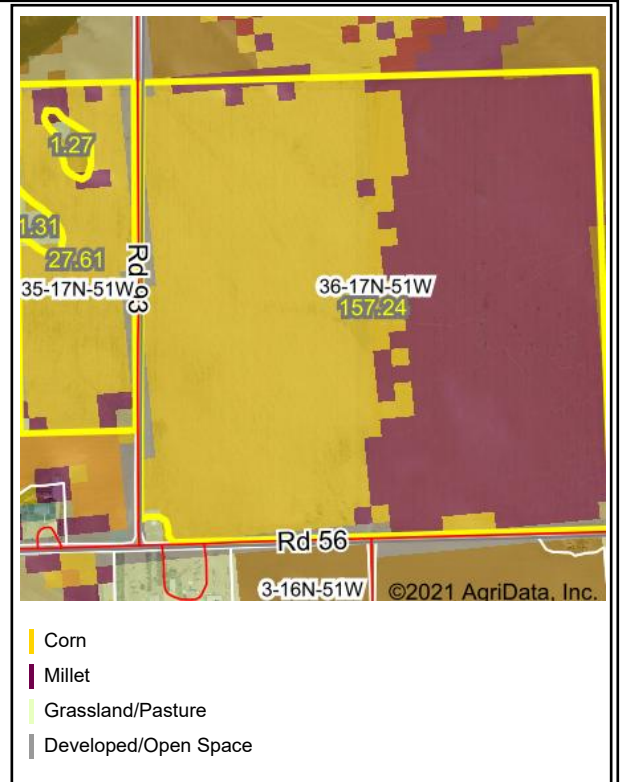 1.27
1.31
27.61
35-17N-51W
Rd 93
36-17N-51W
157.24
Rd 56
3-16N-51W
©2021 AgriData, Inc.
Corn
Millet
Grassland/Pasture
Developed/Open Space